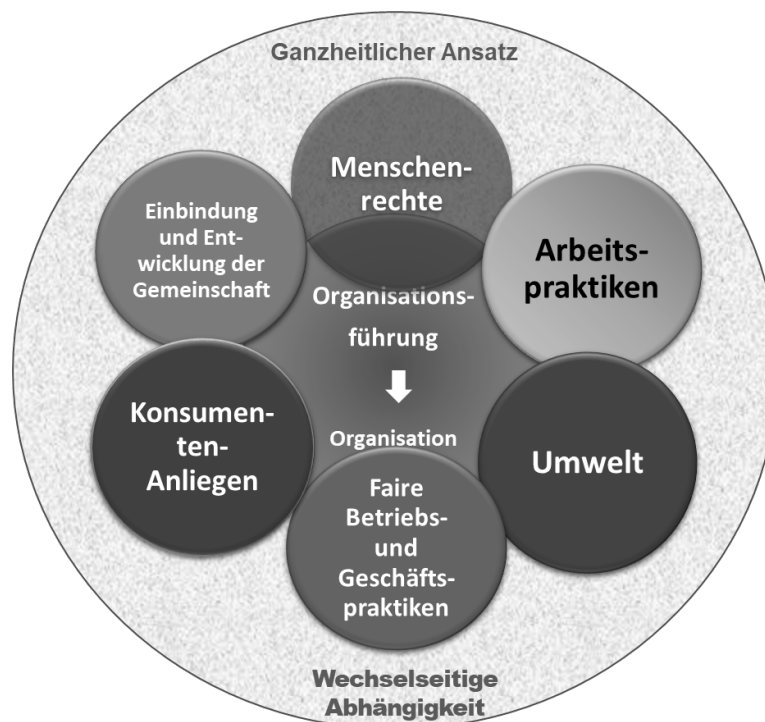 Ganzheitlicher Ansatz
Menschen-
rechte
Einbindung
und Ent-
wicklung der
Gemeinschaft
Arbeits-
praktiken
Organisations-
führung
Konsumen-
ten-
Anliegen
Organisation
Umwelt
Faire
Betriebs-
und
Geschäfts-
praktiken
Wechselseitige
Abhängigkeit